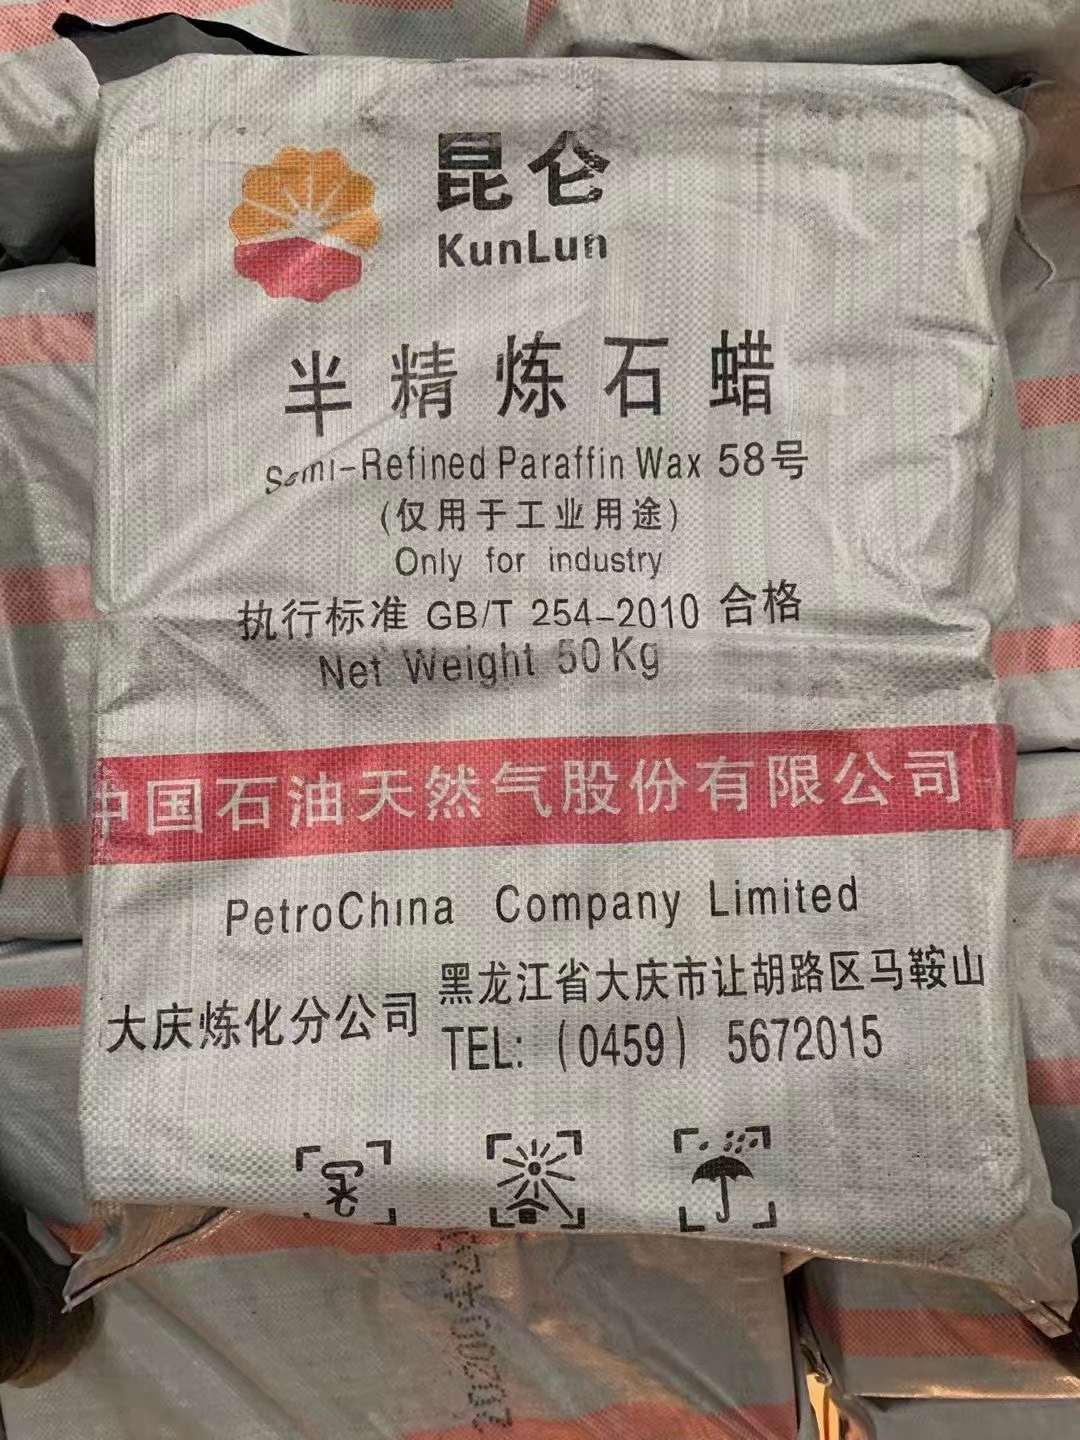 昆仑
KunLun
半精炼石蜡
Semi-Refined Paraffin Wax 58号
(仅用于工业用途)
Only for industry
执行标准 GB/T 254-2010 合格
Net Weight 50Kg
中国石油天然气股份有限公司
PetroChina Company Limited
大庆炼化分公司
黑龙江省大庆市让胡路区马鞍山
TEL: (0459) 5672015